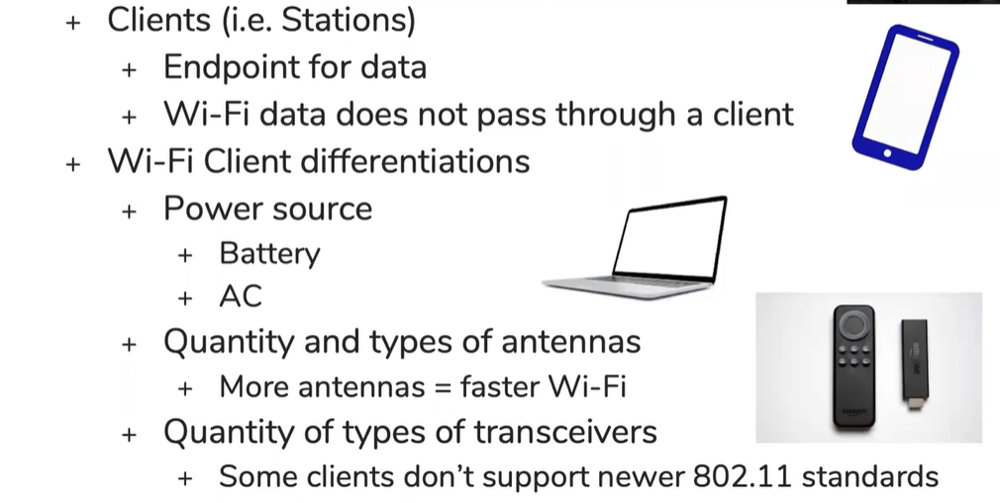 + Clients (i.e. Stations)
+ Endpoint for data
+ Wi-Fi data does not pass through a client
+ Wi-Fi Client differentiations
+ Power source
+ Battery
+ AC
+ Quantity and types of antennas
+ More antennas = faster Wi-Fi
+ Quantity of types of transceivers
+ Some clients don't support newer 802.11 standards